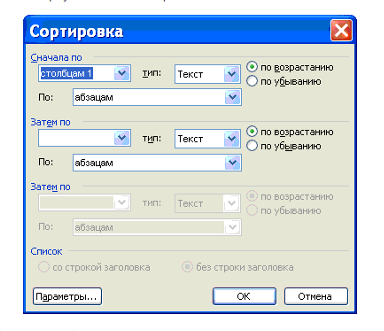 Сортировка
Сначала по
столбцам 1 тип: Текст по возрастанию
по убыванию
По: абзацам
Затем по
тип: Текст по возрастанию
по убыванию
По: абзацам
Затем по
тип: Текст по возрастанию
по убыванию
По: абзацам
Список
со строкой заголовка без строки заголовка
Параметры... ОК Отмена